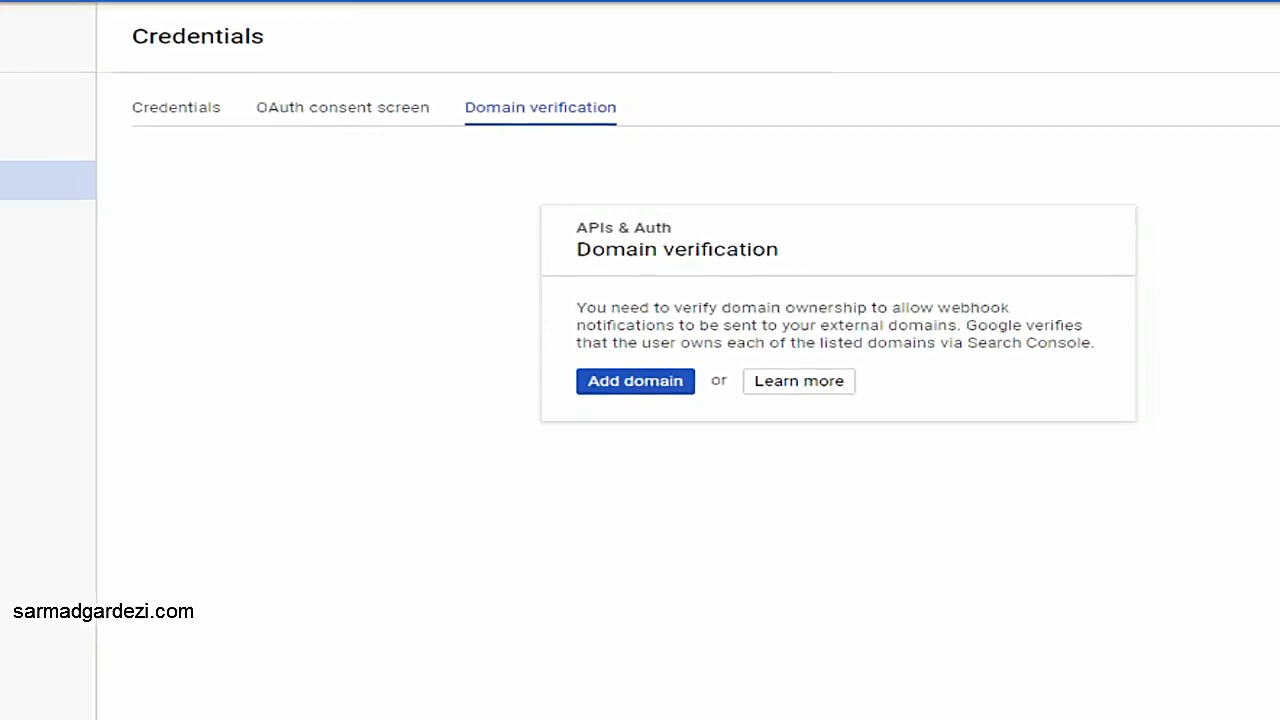 Credentials
Credentials OAuth consent screen Domain verification
APIs & Auth
Domain verification
You need to verify domain ownership to allow webhook
notifications to be sent to your external domains. Google verifies
that the user owns each of the listed domains via Search Console.
Add domain or Learn more
sarmadgardezi.com